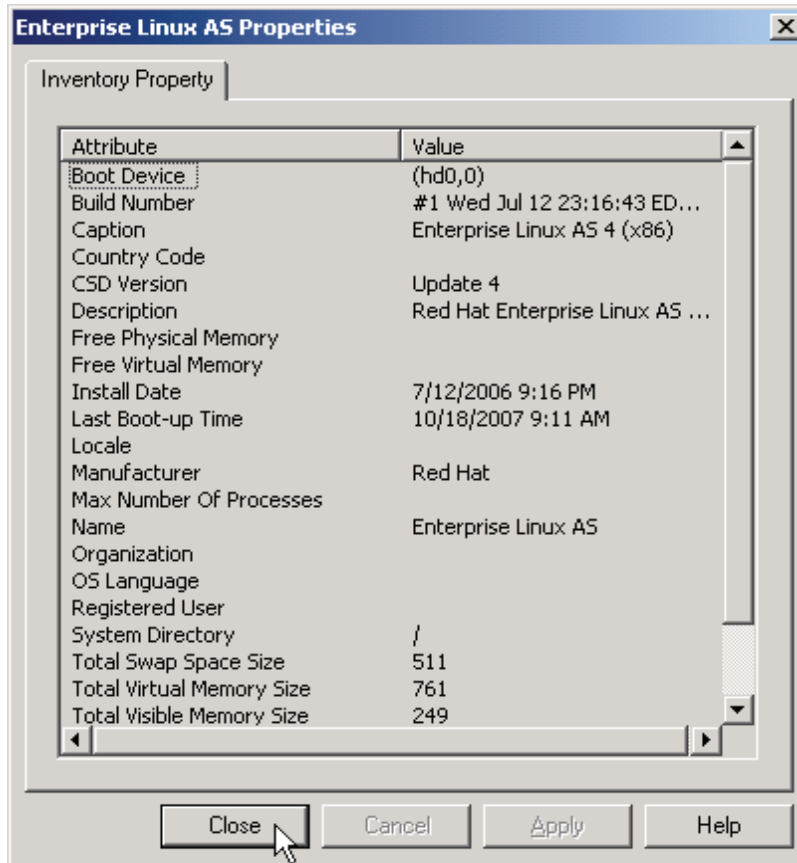 Enterprise Linux AS Properties
Inventory Property
Attribute Value
Boot Device (hd0,0)
Build Number #1 Wed Jul 12 23:16:43 ED...
Caption Enterprise Linux AS 4 (x86)
Country Code
CSD Version Update 4
Description Red Hat Enterprise Linux AS ...
Free Physical Memory
Free Virtual Memory
Install Date 7/12/2006 9:16 PM
Last Boot-up Time 10/18/2007 9:11 AM
Locale
Manufacturer Red Hat
Max Number Of Processes
Name Enterprise Linux AS
Organization
OS Language
Registered User
System Directory /
Total Swap Space Size 511
Total Virtual Memory Size 761
Total Visible Memory Size 249
Close Cancel Apply Help